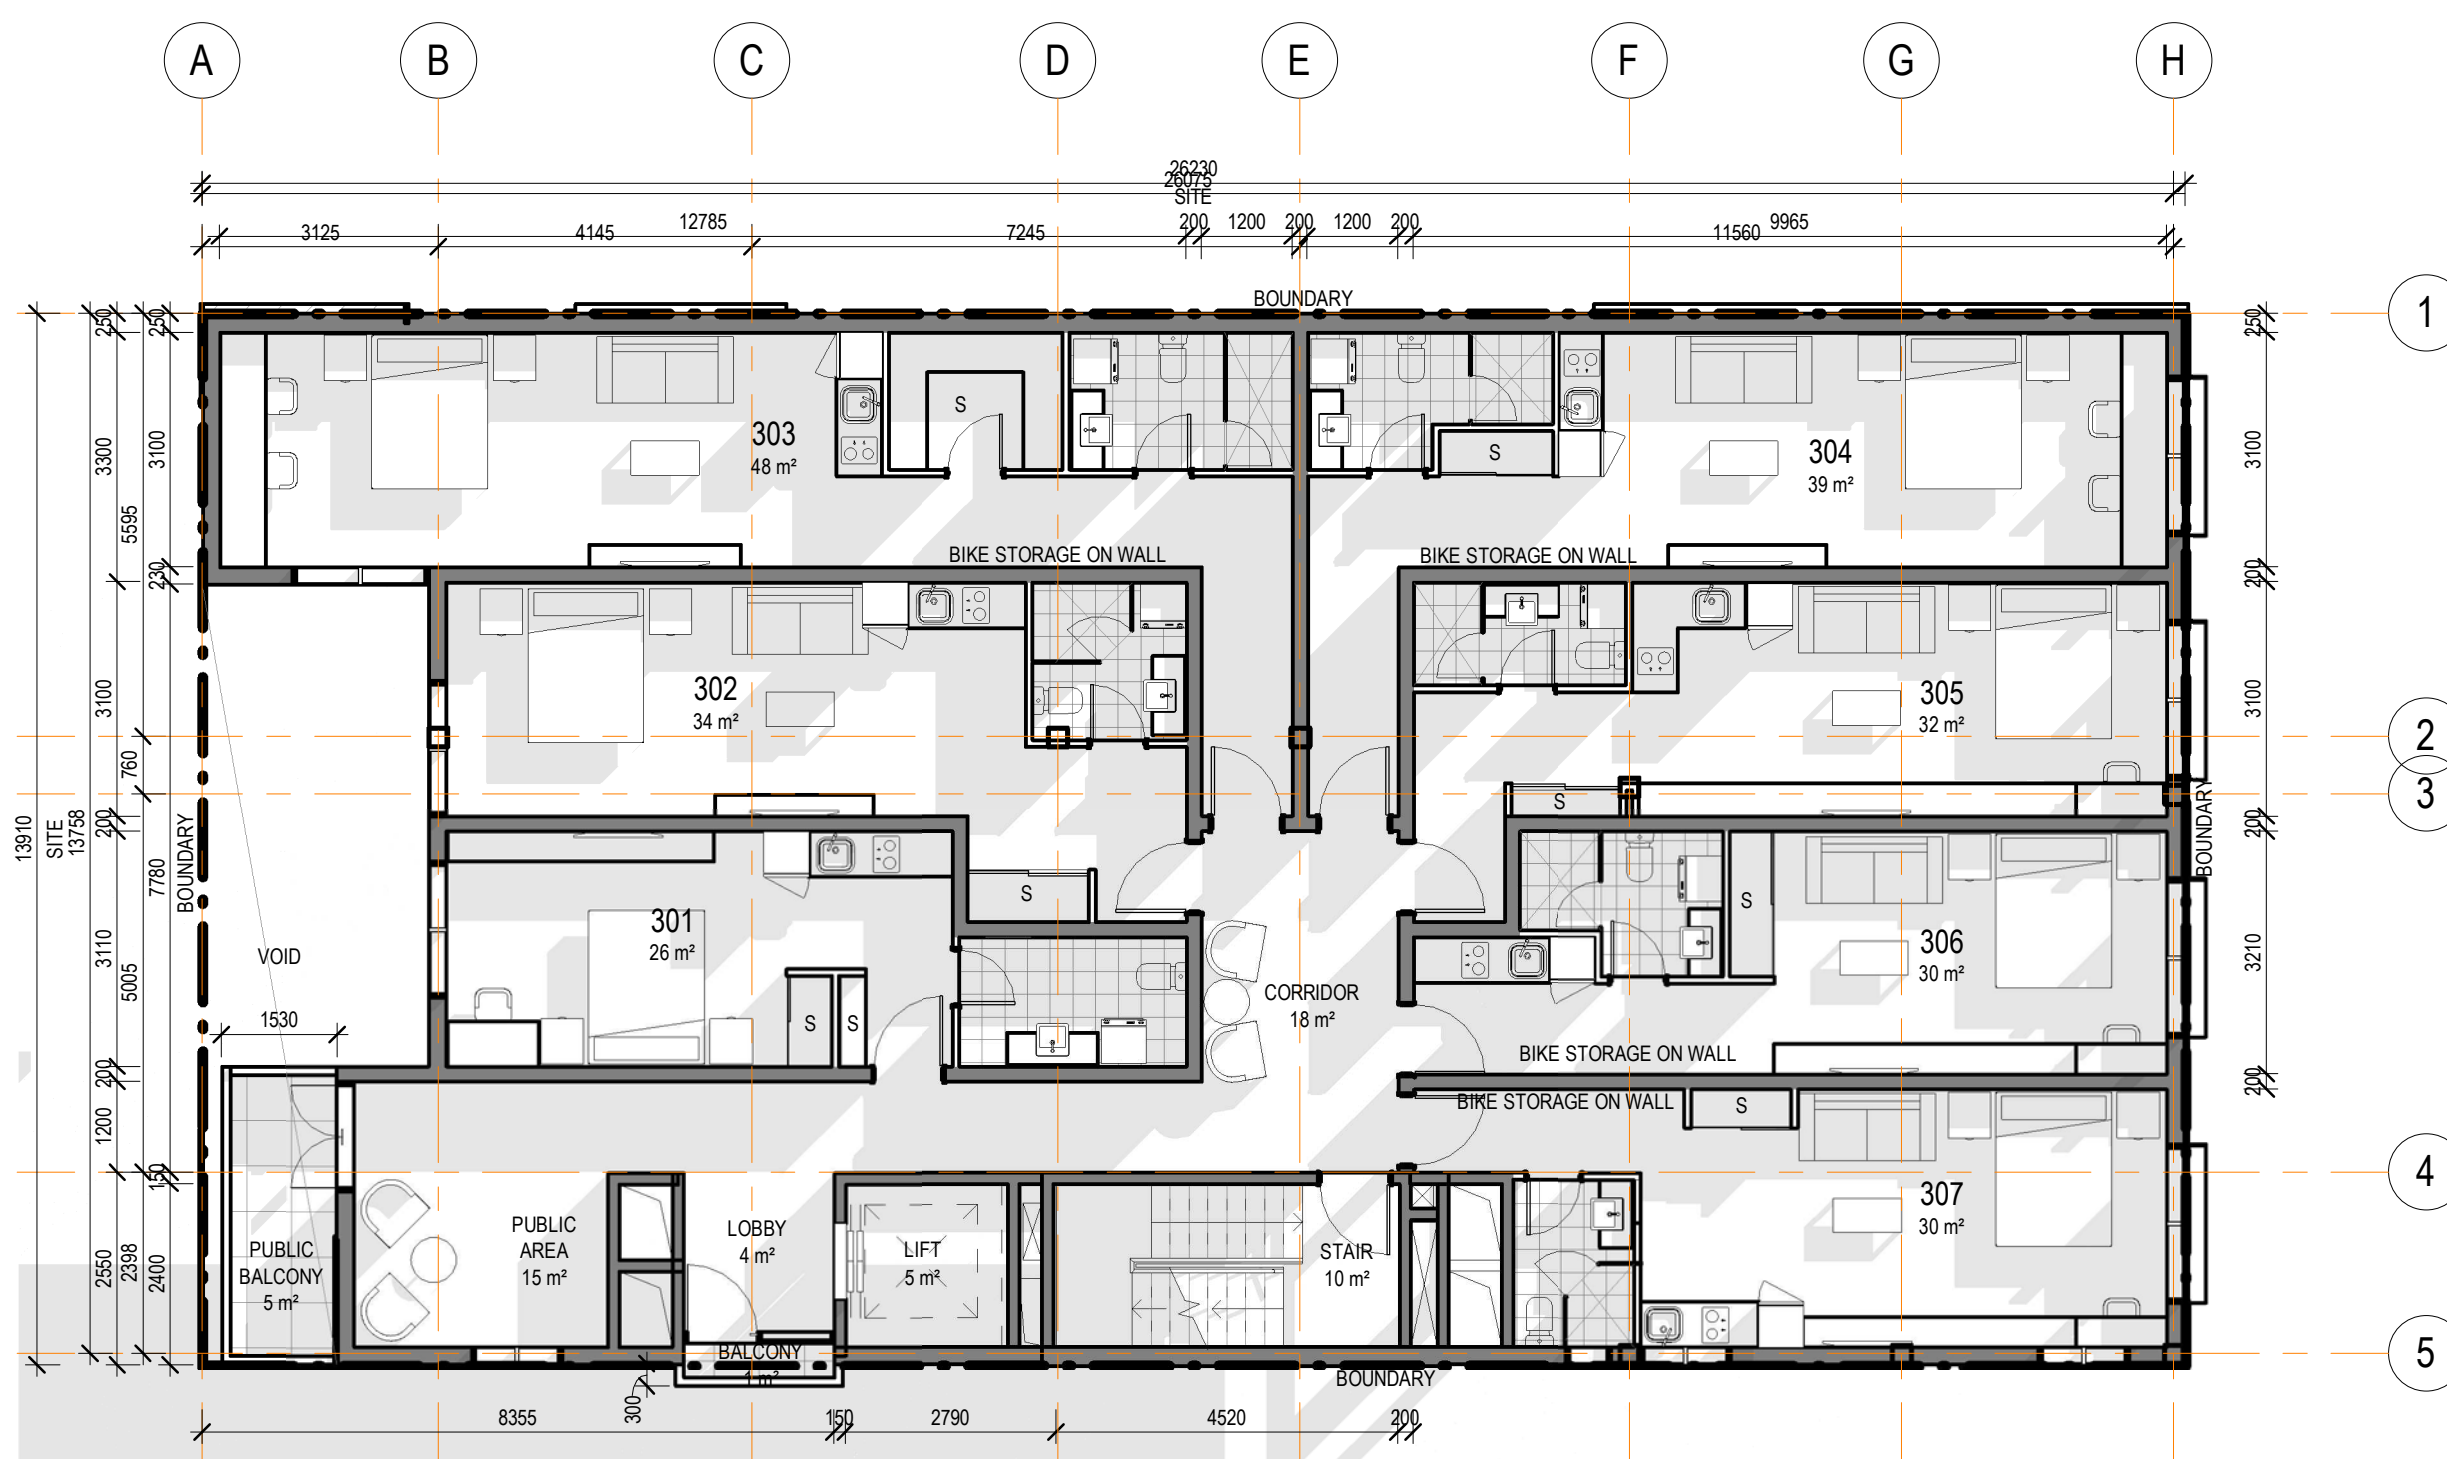 A B C D E F G H
26230
26075
SITE
12785 200 1200 200 1200 200 9965
3125 4145 7245 11560
BOUNDARY
1
250 250 250
3300 3100 5595 3100
303
48 m²
S
S
304
39 m²
BIKE STORAGE ON WALL
BIKE STORAGE ON WALL
230 200
302
34 m²
305
32 m²
3100 3100
2
760
3
S
200 200
13910
SITE
13758
BOUNDARY
BOUNDARY
7780
301
26 m²
S
S
306
30 m²
3110 5005 3210
VOID
CORRIDOR
18 m²
1530
S S
BIKE STORAGE ON WALL
200 200
BIKE STORAGE ON WALL
S
1200
150
4
307
30 m²
PUBLIC
AREA
15 m²
LOBBY
4 m²
LIFT
5 m²
STAIR
10 m²
PUBLIC
BALCONY
5 m²
2550 2398 2400
5
BALCONY
1 m²
BOUNDARY
300
8355 150 2790 4520 200